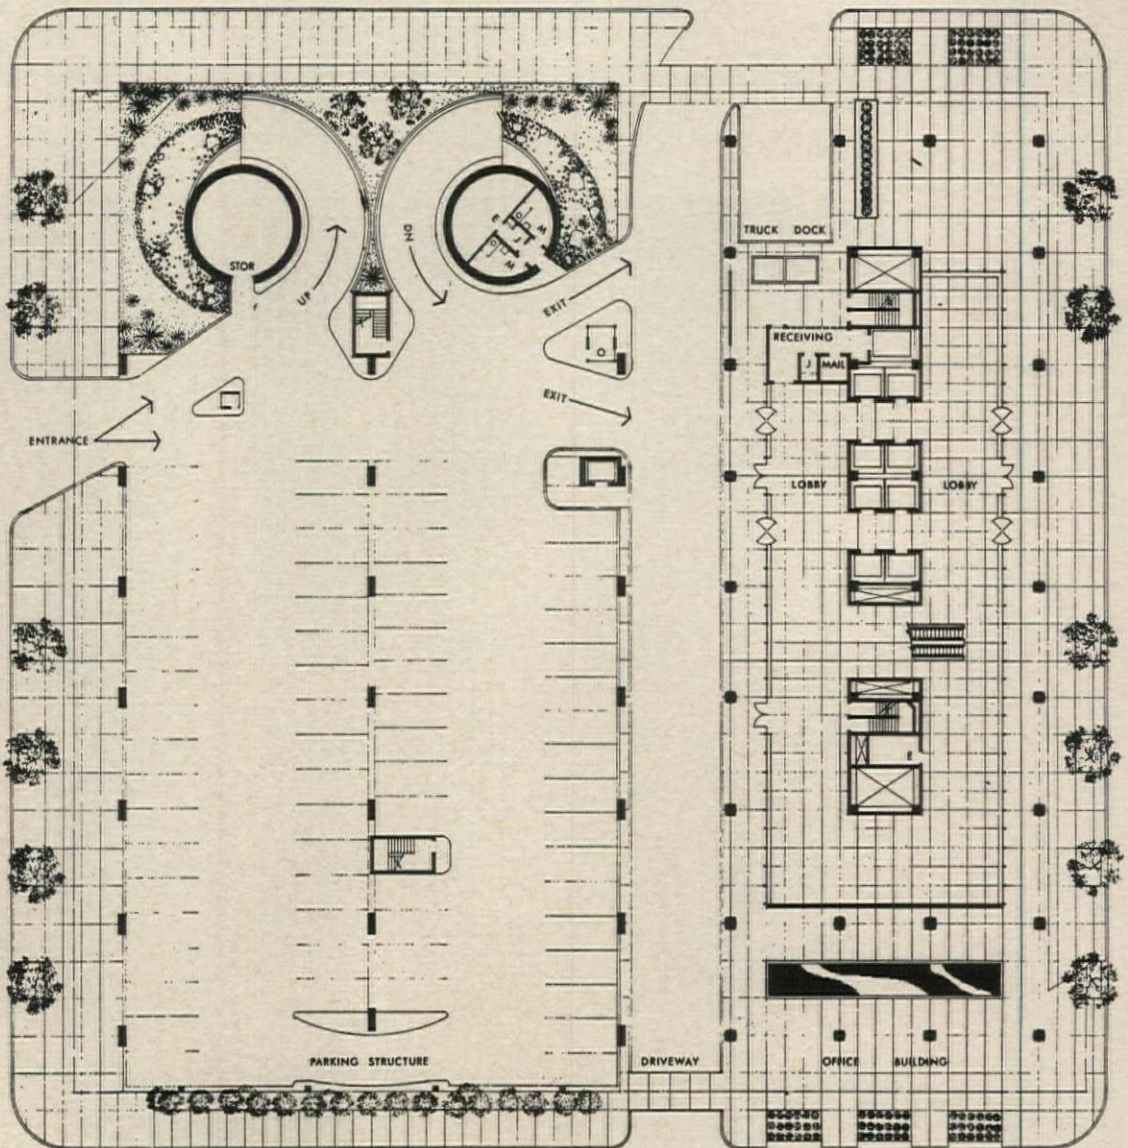 TRUCK DOCK
STOR
UP
DN
E
M
J
W
EXIT
RECEIVING
J
MAIL
EXIT
ENTRANCE
LOBBY
LOBBY
E
PARKING STRUCTURE
DRIVEWAY
OFFICE BUILDING